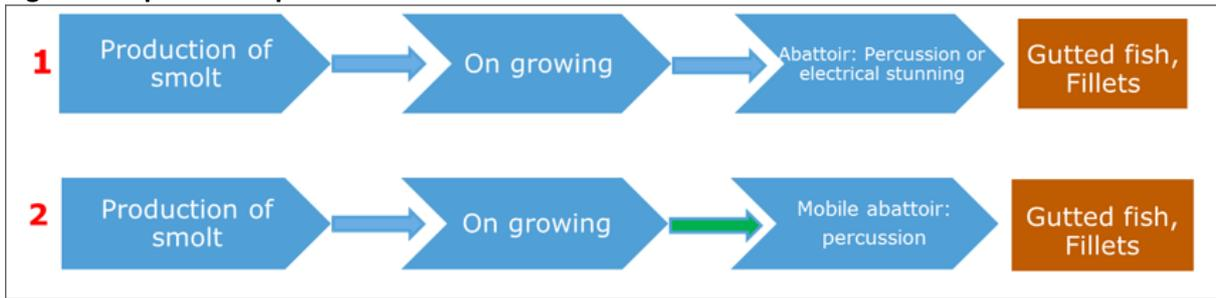 1
Production of
smolt
On growing
Abattoir: Percussion or
electrical stunning
Gutted fish,
Fillets
2
Production of
smolt
On growing
Mobile abattoir:
percussion
Gutted fish,
Fillets